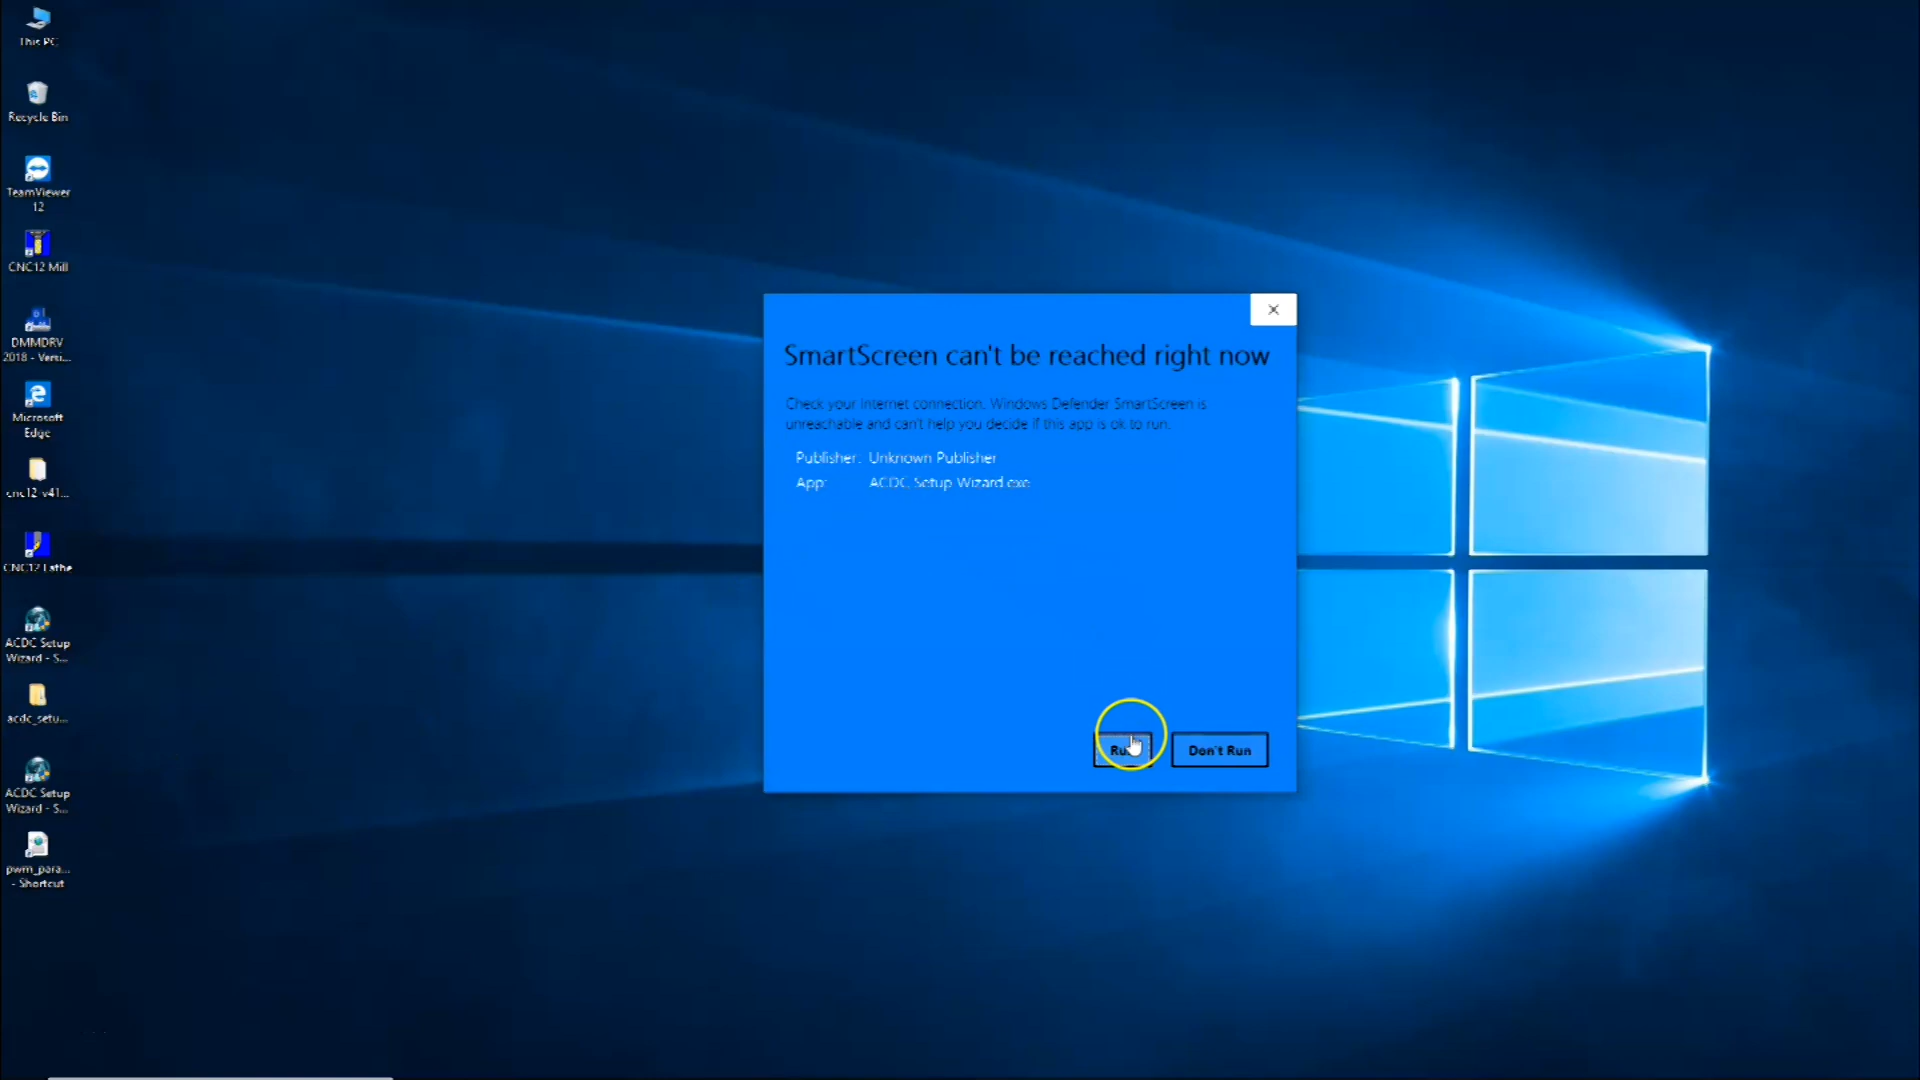 This PC
Recycle Bin
TeamViewer
12
CNC12 Mill
DMMDRV
2018 - Versi...
Microsoft
Edge
cnc12-v41...
CNC12 Lathe
ACDC Setup
Wizard - S...
acdc_setu...
ACDC Setup
Wizard - S...
pwm_para...
- Shortcut
SmartScreen can't be reached right now
Check your Internet connection. Windows Defender SmartScreen is
unreachable and can't help you decide if this app is ok to run.
Publisher: Unknown Publisher
App: ACDC Setup Wizard.exe
Don't Run